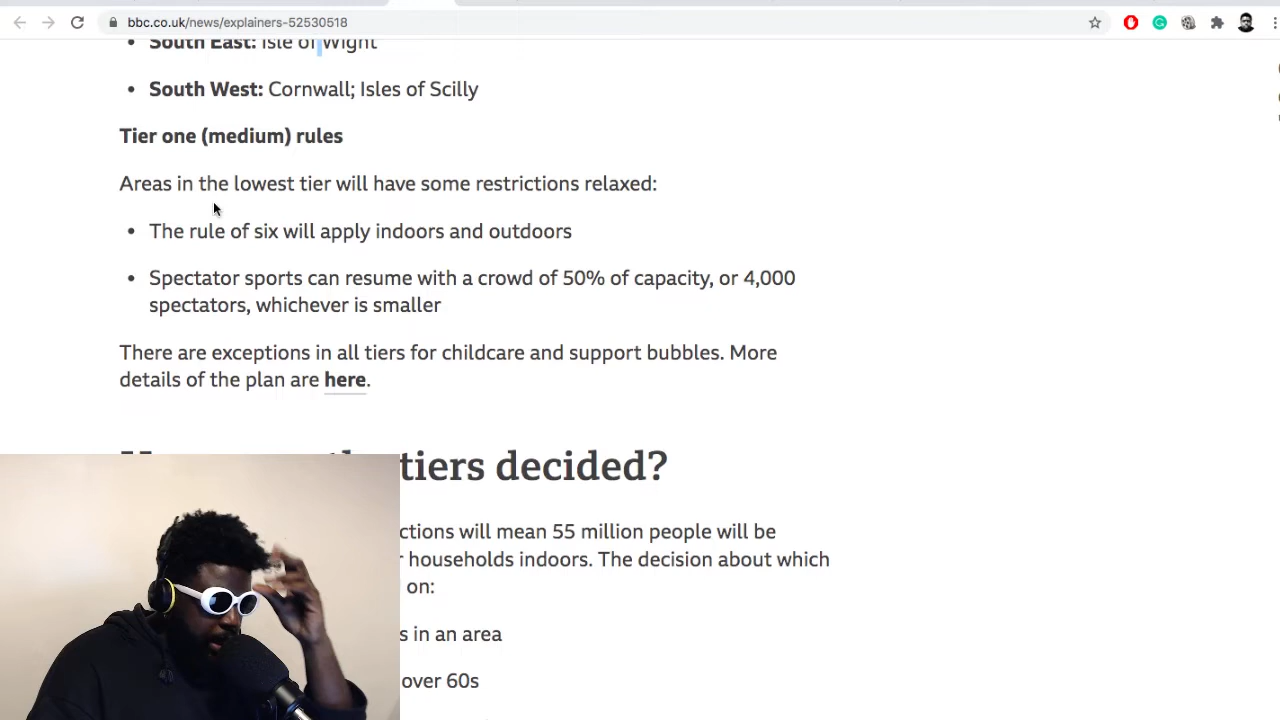 bbc.co.uk/news/explainers-52530518
• South East: Isle of Wight
• South West: Cornwall; Isles of Scilly
Tier one (medium) rules
Areas in the lowest tier will have some restrictions relaxed:
• The rule of six will apply indoors and outdoors
• Spectator sports can resume with a crowd of 50% of capacity, or 4,000
spectators, whichever is smaller
There are exceptions in all tiers for childcare and support bubbles. More
details of the plan are here.
tiers decided?
ctions will mean 55 million people will be
households indoors. The decision about which
on:
s in an area
over 60s